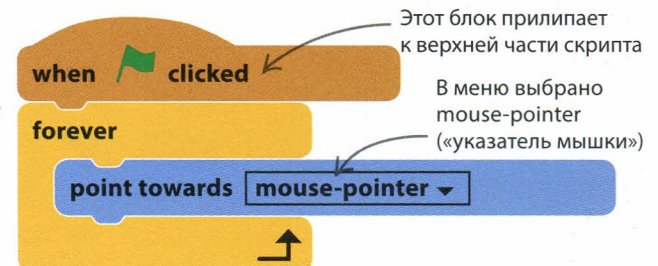 Этот блок прилипает
к верхней части скрипта
when clicked
В меню выбрано
mouse-pointer
(«указатель мышки»)
forever
point towards mouse-pointer